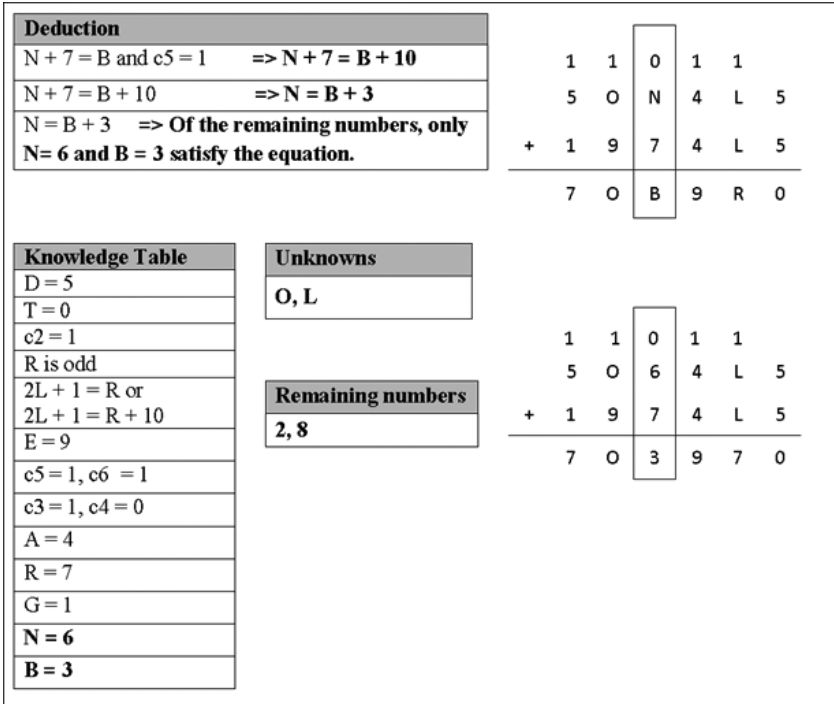 Deduction
N + 7 = B and c5 = 1 => N + 7 = B + 10
N + 7 = B + 10 => N = B + 3
N = B + 3 => Of the remaining numbers, only
N= 6 and B = 3 satisfy the equation.
1 1 0 1 1
5 O N 4 L 5
+ 1 9 7 4 L 5
7 O B 9 R 0
Knowledge Table
D = 5
T = 0
c2 = 1
R is odd
2L + 1 = R or
2L + 1 = R + 10
E = 9
c5 = 1, c6 = 1
c3 = 1, c4 = 0
A = 4
R = 7
G = 1
N = 6
B = 3
Unknowns
O, L
Remaining numbers
2, 8
1 1 0 1 1
5 O 6 4 L 5
+ 1 9 7 4 L 5
7 O 3 9 7 0